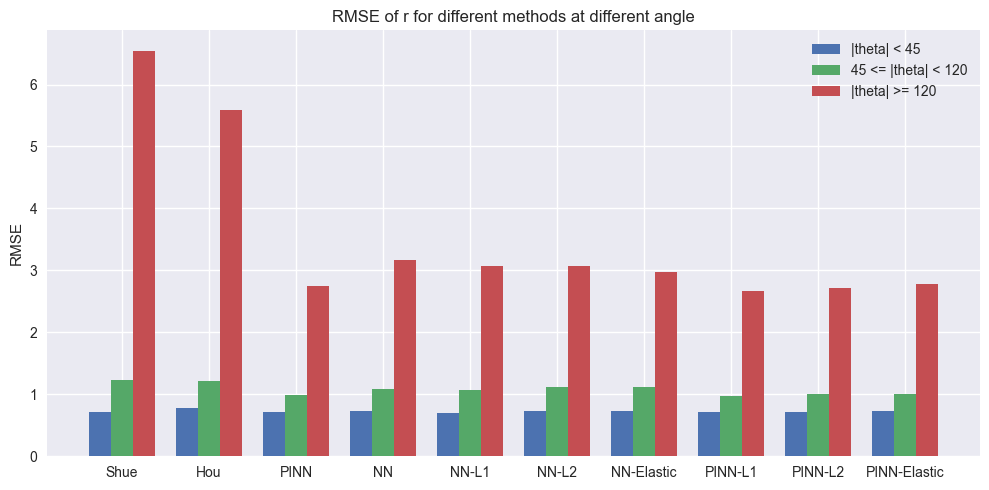 RMSE of r for different methods at different angle
|theta| < 45
45 <= |theta| < 120
|theta| >= 120
RMSE
6
5
4
3
2
1
0
Shue Hou PINN NN NN-L1 NN-L2 NN-Elastic PINN-L1 PINN-L2 PINN-Elastic